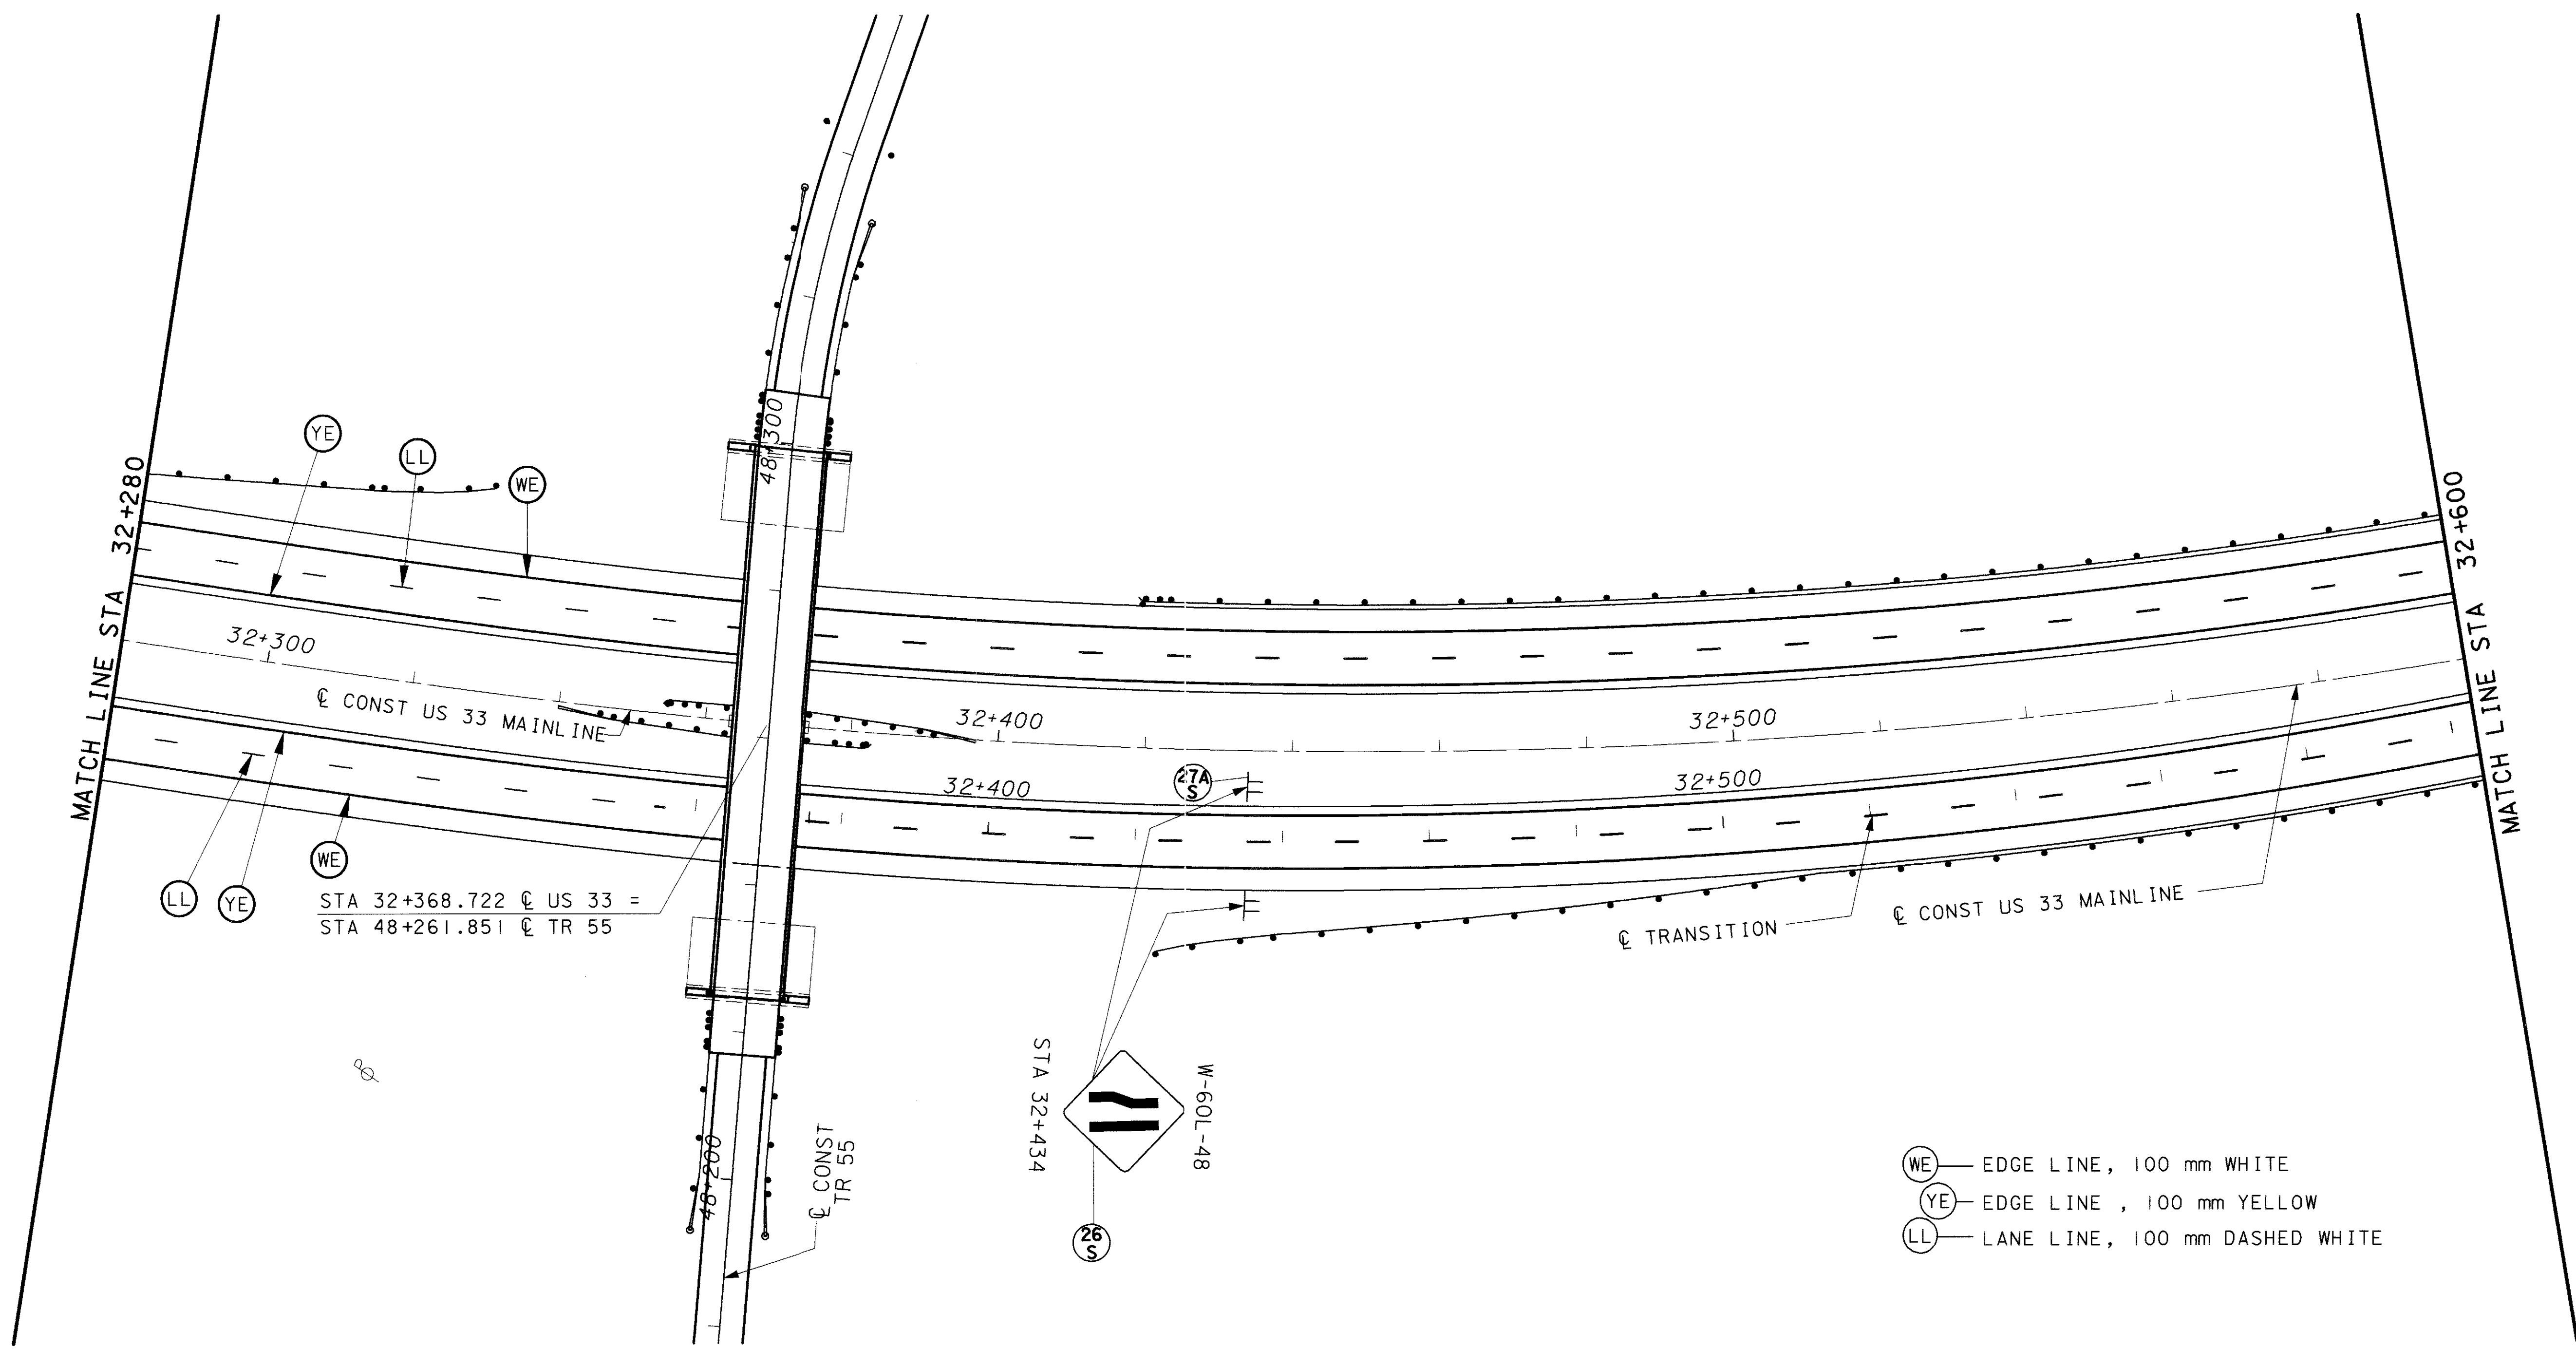 YE
LL
WE
48+300
MATCH LINE STA 32+280
MATCH LINE STA 32+600
32+300
℄ CONST US 33 MAINLINE
32+400
32+500
32+400
27A
S
32+500
WE
LL
YE
STA 32+368.722 ℄ US 33 =
STA 48+261.851 ℄ TR 55
℄ TRANSITION
℄ CONST US 33 MAINLINE
STA 32+434
W-60L-48
48+200
℄ CONST
TR 55
26
S
WE EDGE LINE, 100 mm WHITE
YE EDGE LINE , 100 mm YELLOW
LL LANE LINE, 100 mm DASHED WHITE